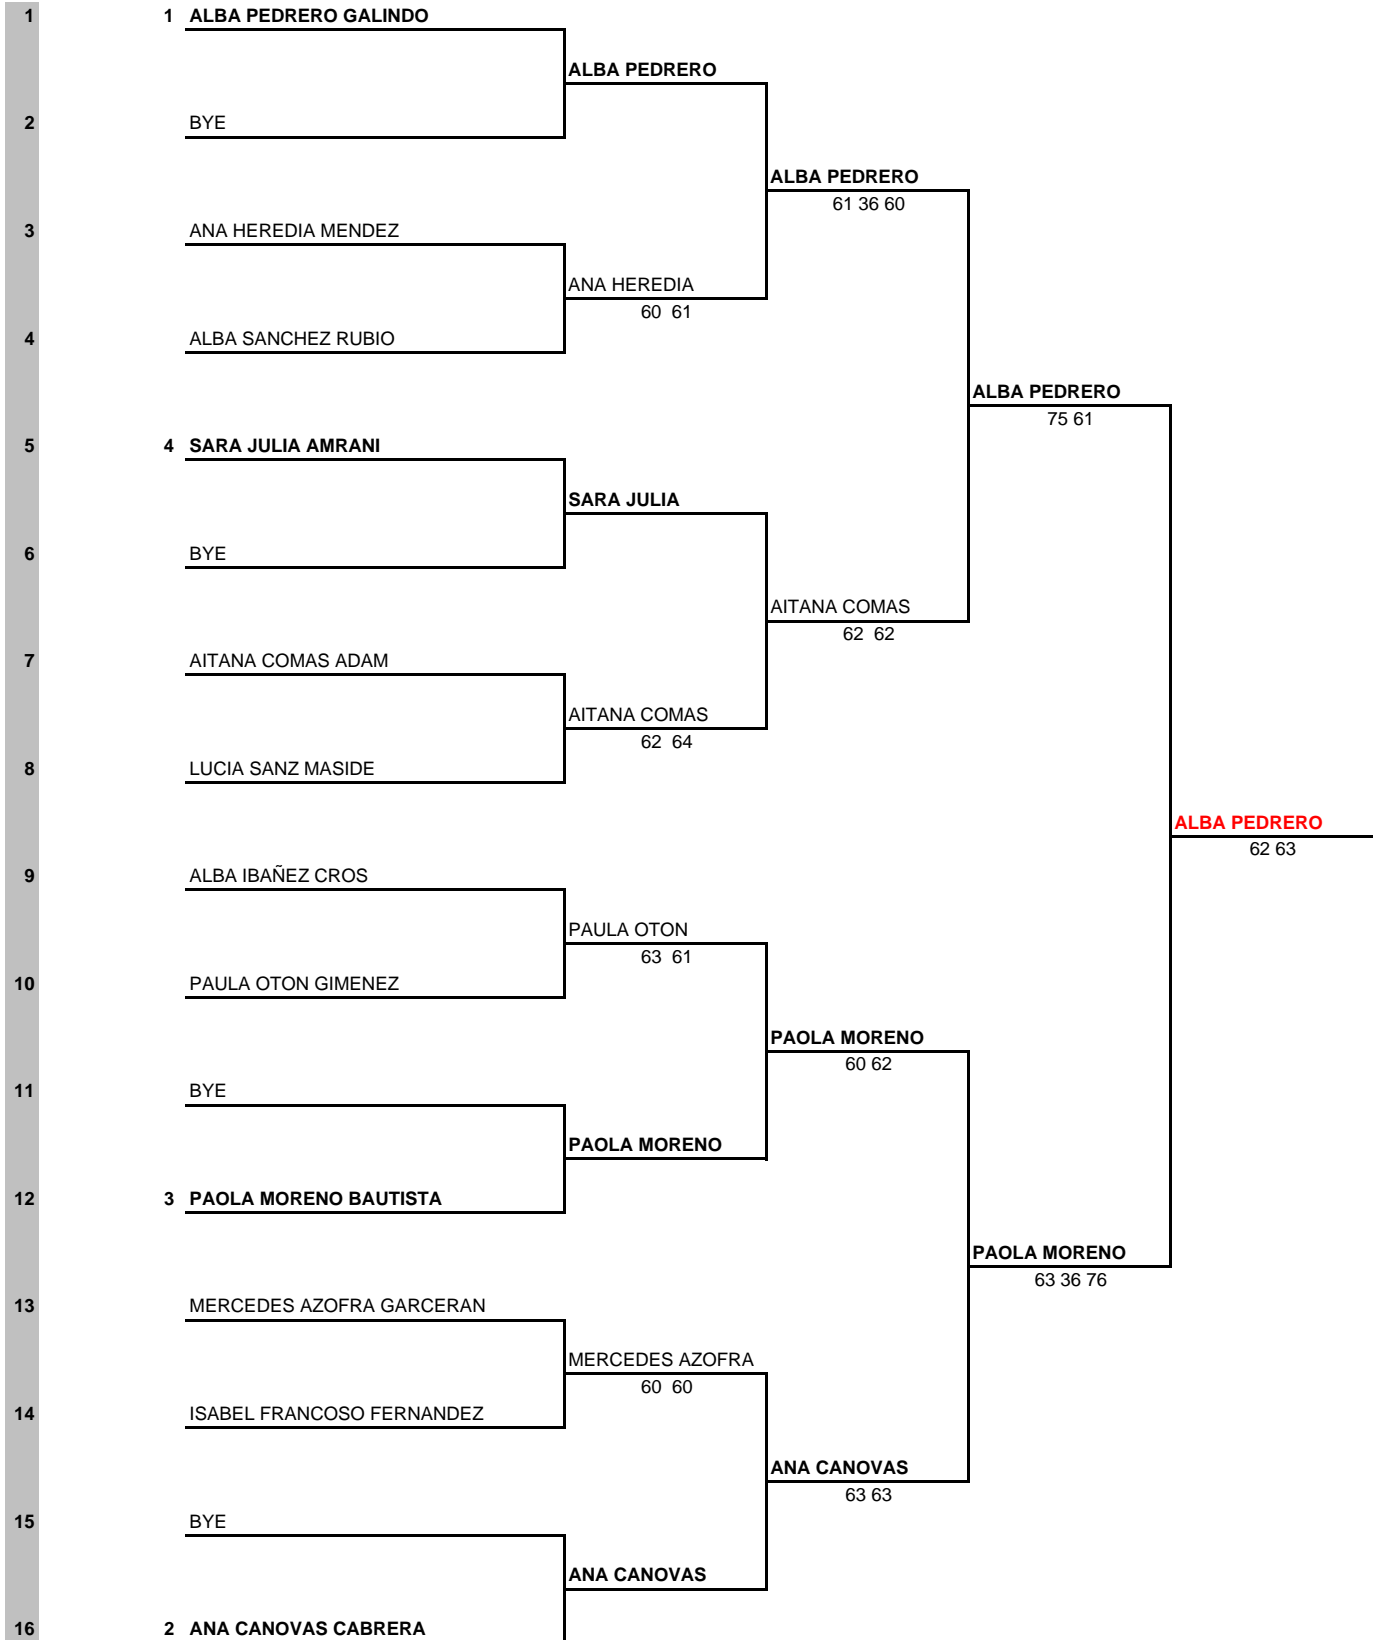 1 1 ALBA PEDRERO GALINDO
ALBA PEDRERO
2 BYE
ALBA PEDRERO
61 36 60
3 ANA HEREDIA MENDEZ
ANA HEREDIA
60 61
4 ALBA SANCHEZ RUBIO
ALBA PEDRERO
75 61
5 4 SARA JULIA AMRANI
SARA JULIA
6 BYE
AITANA COMAS
62 62
7 AITANA COMAS ADAM
AITANA COMAS
62 64
8 LUCIA SANZ MASIDE
ALBA PEDRERO
62 63
9 ALBA IBAÑEZ CROS
PAULA OTON
63 61
10 PAULA OTON GIMENEZ
PAOLA MORENO
60 62
11 BYE
PAOLA MORENO
12 3 PAOLA MORENO BAUTISTA
PAOLA MORENO
63 36 76
13 MERCEDES AZOFRA GARCERAN
MERCEDES AZOFRA
60 60
14 ISABEL FRANCOSO FERNANDEZ
ANA CANOVAS
63 63
15 BYE
ANA CANOVAS
16 2 ANA CANOVAS CABRERA